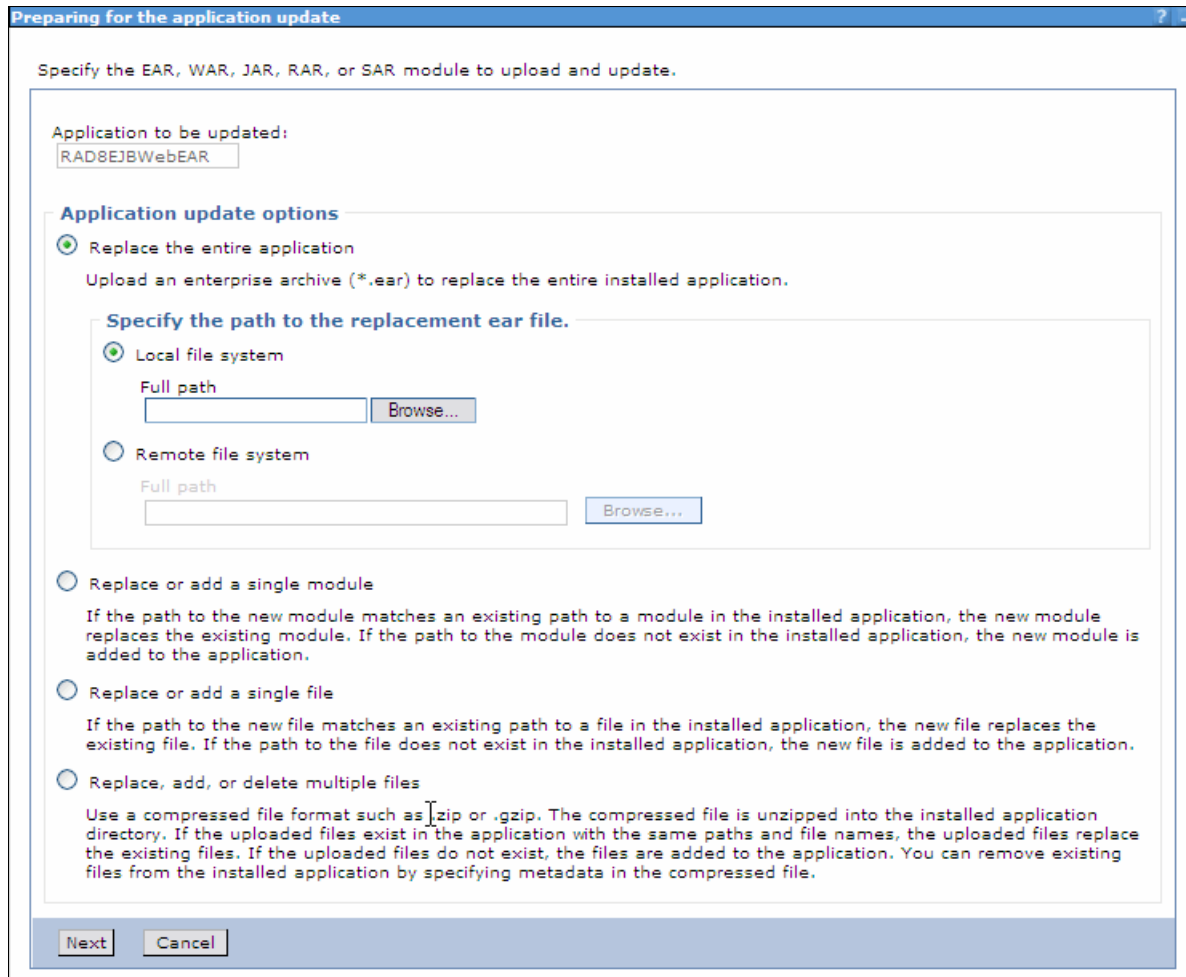 Preparing for the application update ? -
Specify the EAR, WAR, JAR, RAR, or SAR module to upload and update.
Application to be updated:
RAD8EJBWebEAR
Application update options
Replace the entire application
Upload an enterprise archive (*.ear) to replace the entire installed application.
Specify the path to the replacement ear file.
Local file system
Full path
Browse...
Remote file system
Full path
Browse...
Replace or add a single module
If the path to the new module matches an existing path to a module in the installed application, the new module
replaces the existing module. If the path to the module does not exist in the installed application, the new module is
added to the application.
Replace or add a single file
If the path to the new file matches an existing path to a file in the installed application, the new file replaces the
existing file. If the path to the file does not exist in the installed application, the new file is added to the application.
Replace, add, or delete multiple files
Use a compressed file format such as .zip or .gzip. The compressed file is unzipped into the installed application
directory. If the uploaded files exist in the application with the same paths and file names, the uploaded files replace
the existing files. If the uploaded files do not exist, the files are added to the application. You can remove existing
files from the installed application by specifying metadata in the compressed file.
Next Cancel